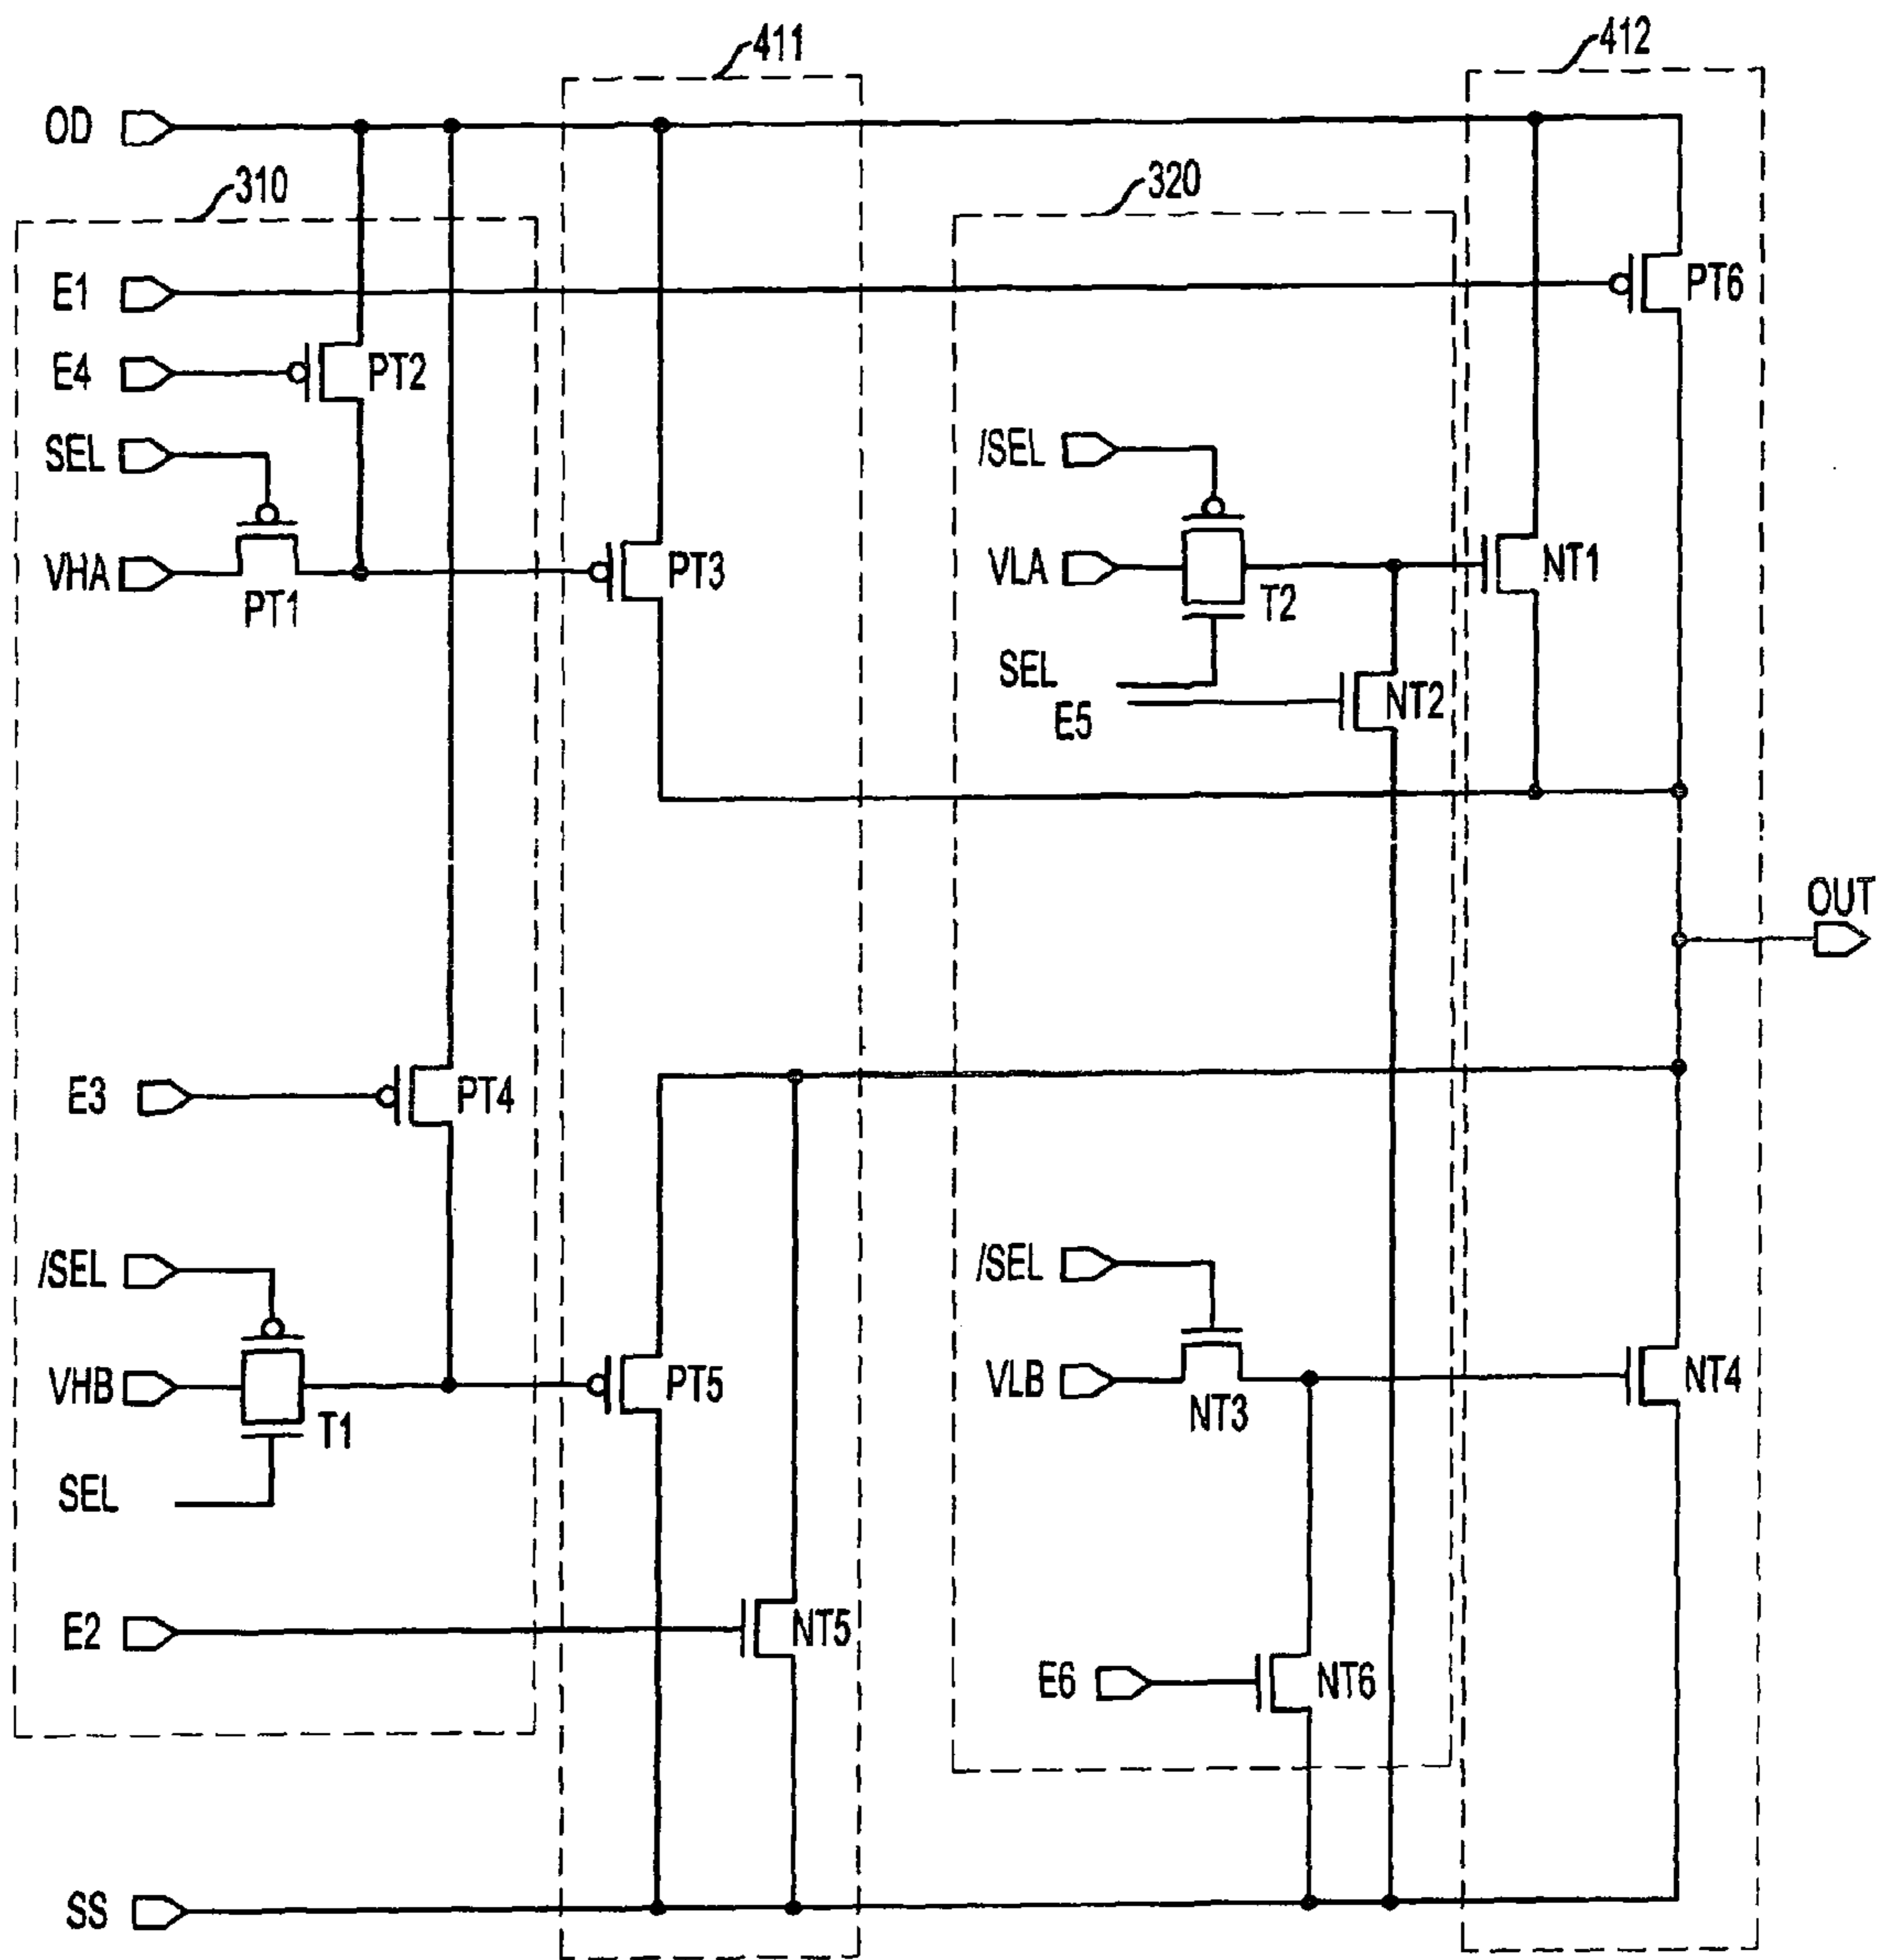 411
412
OD
310
320
E1
PT6
E4
PT2
SEL
/SEL
VHA
PT1
PT3
VLA
T2
NT1
SEL
E5
NT2
OUT
E3
PT4
/SEL
/SEL
VHB
T1
PT5
VLB
NT3
NT4
SEL
E2
NT5
E6
NT6
SS